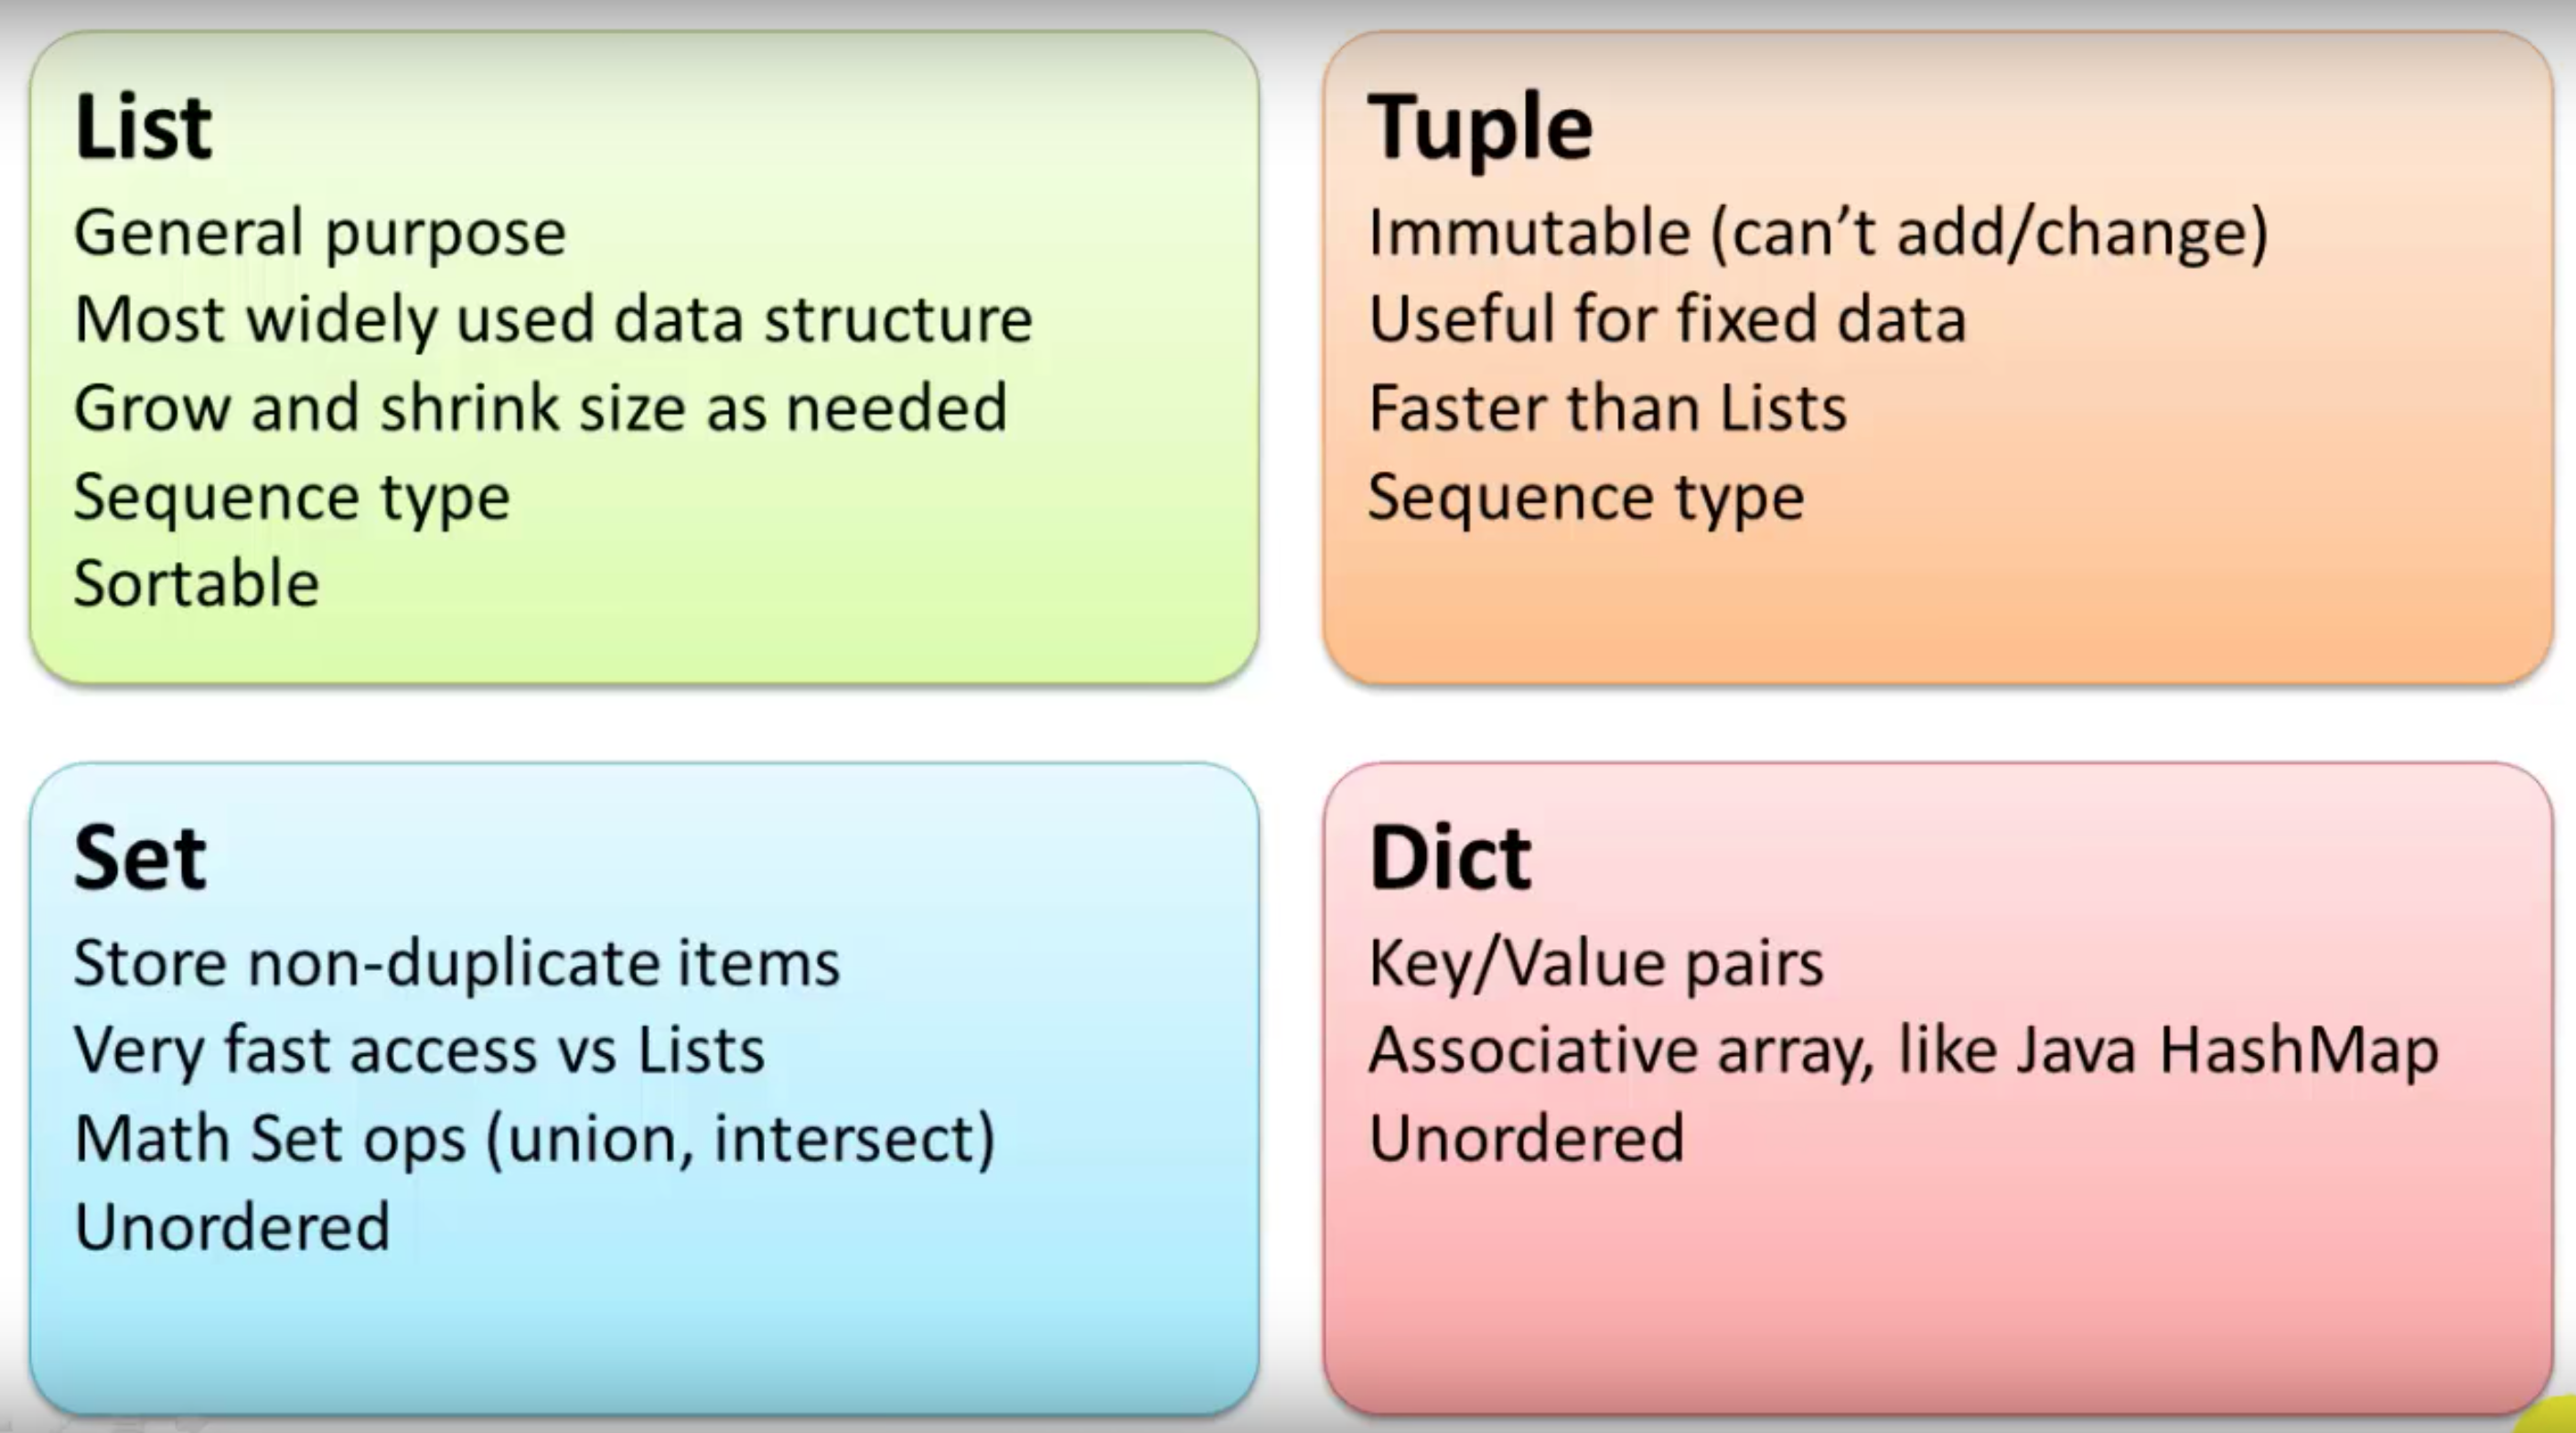 List
General purpose
Most widely used data structure
Grow and shrink size as needed
Sequence type
Sortable
Tuple
Immutable (can’t add/change)
Useful for fixed data
Faster than Lists
Sequence type
Set
Store non-duplicate items
Very fast access vs Lists
Math Set ops (union, intersect)
Unordered
Dict
Key/Value pairs
Associative array, like Java HashMap
Unordered